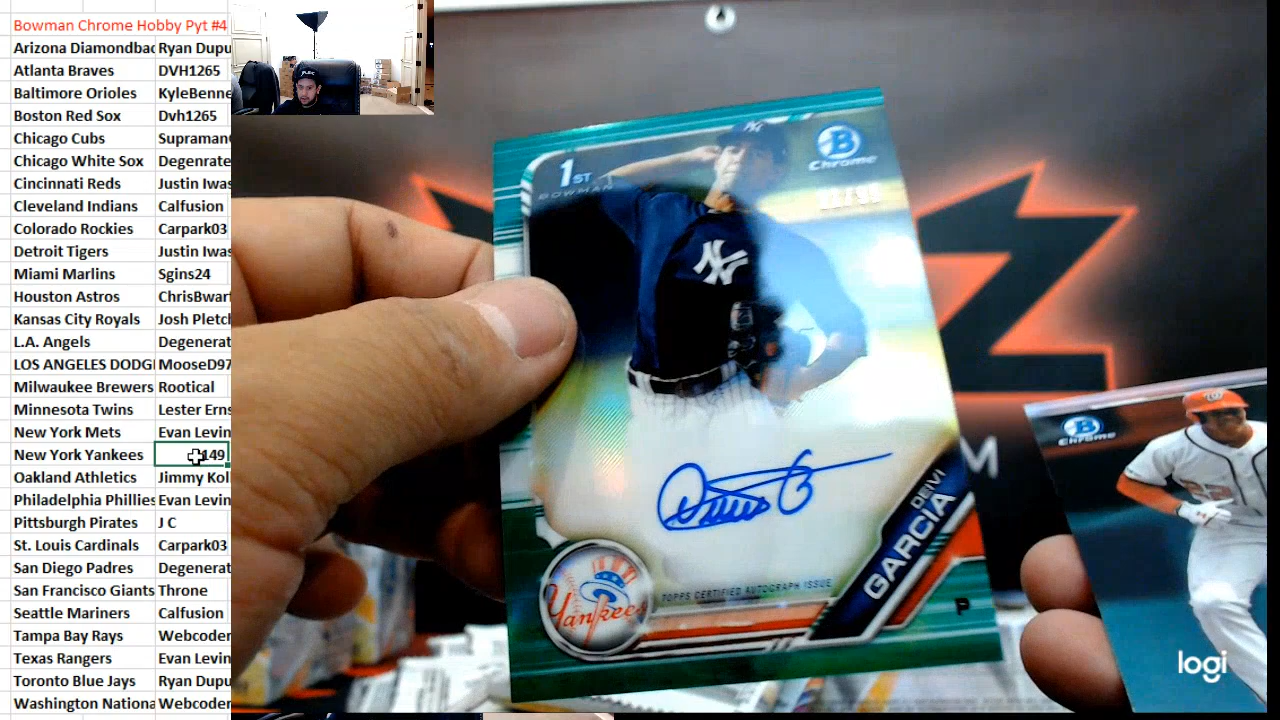 Bowman Chrome Hobby Pyt #4
Arizona Diamondbac Ryan Dupu
Atlanta Braves DVH1265
Baltimore Orioles KyleBenne
Boston Red Sox Dvh1265
Chicago Cubs Supraman
Chicago White Sox Degenrate
Cincinnati Reds Justin Iwas
Cleveland Indians Calfusion
Colorado Rockies Carpark03
Detroit Tigers Justin Iwas
Miami Marlins Sgins24
Houston Astros ChrisBwar
Kansas City Royals Josh Pletch
L.A. Angels Degenerat
LOS ANGELES DODG MooseD97
Milwaukee Brewers Rootical
Minnesota Twins Lester Erns
New York Mets Evan Levin
New York Yankees 149
Oakland Athletics Jimmy Kol
Philadelphia Phillies Evan Levin
Pittsburgh Pirates J C
St. Louis Cardinals Carpark03
San Diego Padres Degenerat
San Francisco Giants Throne
Seattle Mariners Calfusion
Tampa Bay Rays Webcoder
Texas Rangers Evan Levin
Toronto Blue Jays Ryan Dupu
Washington Nationa Webcoder
1ST
BOWMAN
B
Chrome
NY
DEIVI
GARCIA
TOPPS CERTIFIED AUTOGRAPH ISSUE
Yankees
P
B
Chrome
W
Z
M
logi